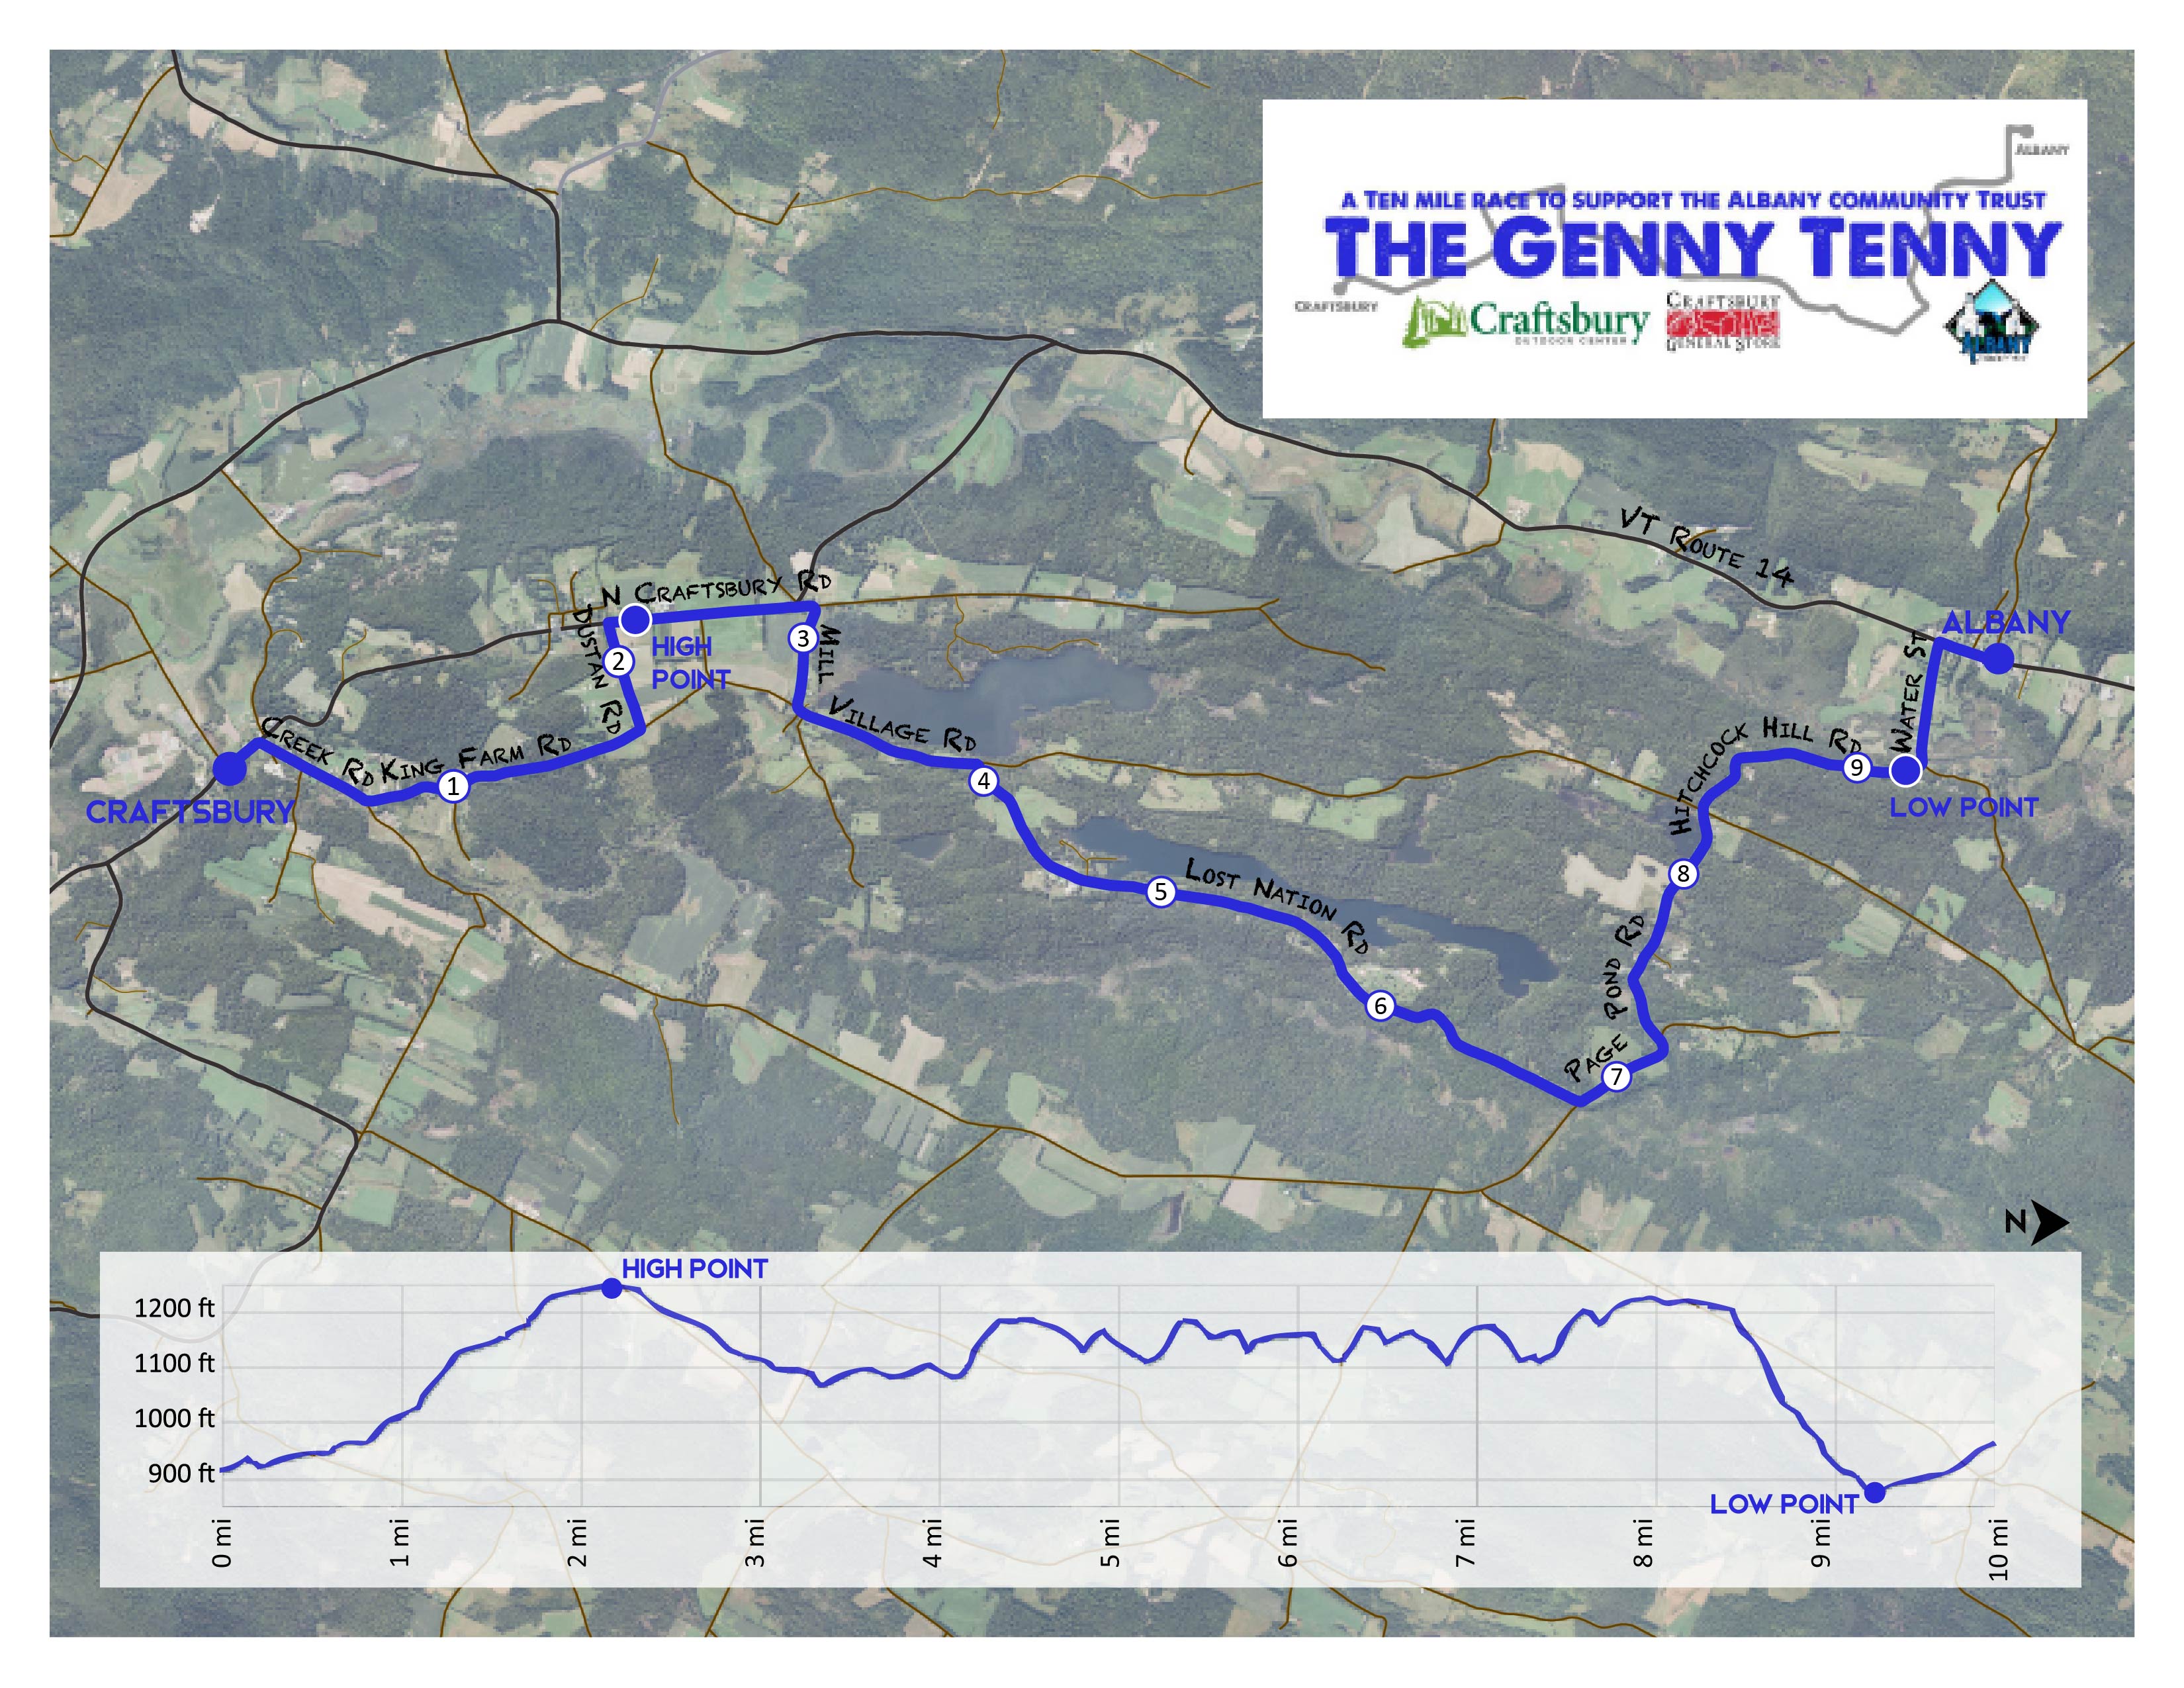 ALBANY
A TEN MILE RACE TO SUPPORT THE ALBANY COMMUNITY TRUST
THE GENNY TENNY
CRAFTSBURY
Craftsbury
OUTDOOR CENTER
CRAFTSBURY
GENERAL STORE
ALBANY
VT ROUTE 14
N CRAFTSBURY RD
DUSTAN RD
HIGH
POINT
2
3
MILL
VILLAGE RD
CREEK RD
KING FARM RD
1
CRAFTSBURY
4
5
LOST NATION RD
6
PAGE POND RD
7
8
HITCHCOCK HILL RD
9
WATER ST
ALBANY
LOW POINT
N
HIGH POINT
1200 ft
1100 ft
1000 ft
900 ft
LOW POINT
0 mi
1 mi
2 mi
3 mi
4 mi
5 mi
6 mi
7 mi
8 mi
9 mi
10 mi